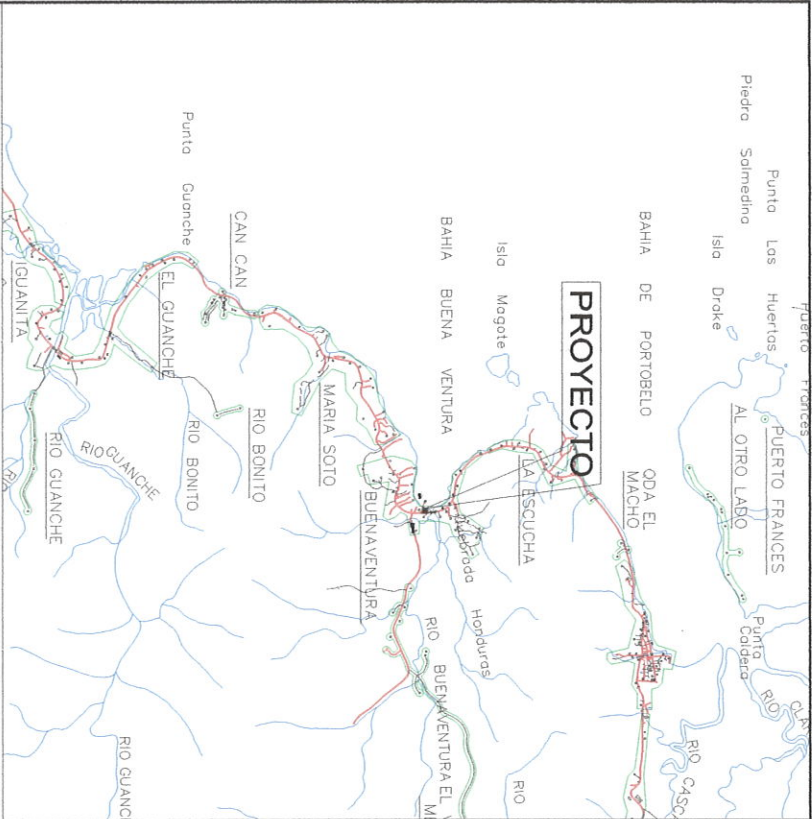 Puerto Frances
Punta Las Huertas
Piedra Salmedina
PUERTO FRANCES
AL OTRO LADO
Isla Drake
Punta
Caldera
RIO
BAHIA DE PORTOBELO
QDA EL
MACHO
RIO
PROYECTO
Isla Magote
LA ESCUCHA
BAHIA BUENA VENTURA
Quebrada Honduras
RIO
BUENAVENTURA
RIO BUENAVENTURA EL
MARIA SOTO
CAN CAN
Punta Guanche
RIO BONITO
RIO BONITO
EL GUANCHE
RIO GUANCHE
RIO GUANCHE
IGUANITA